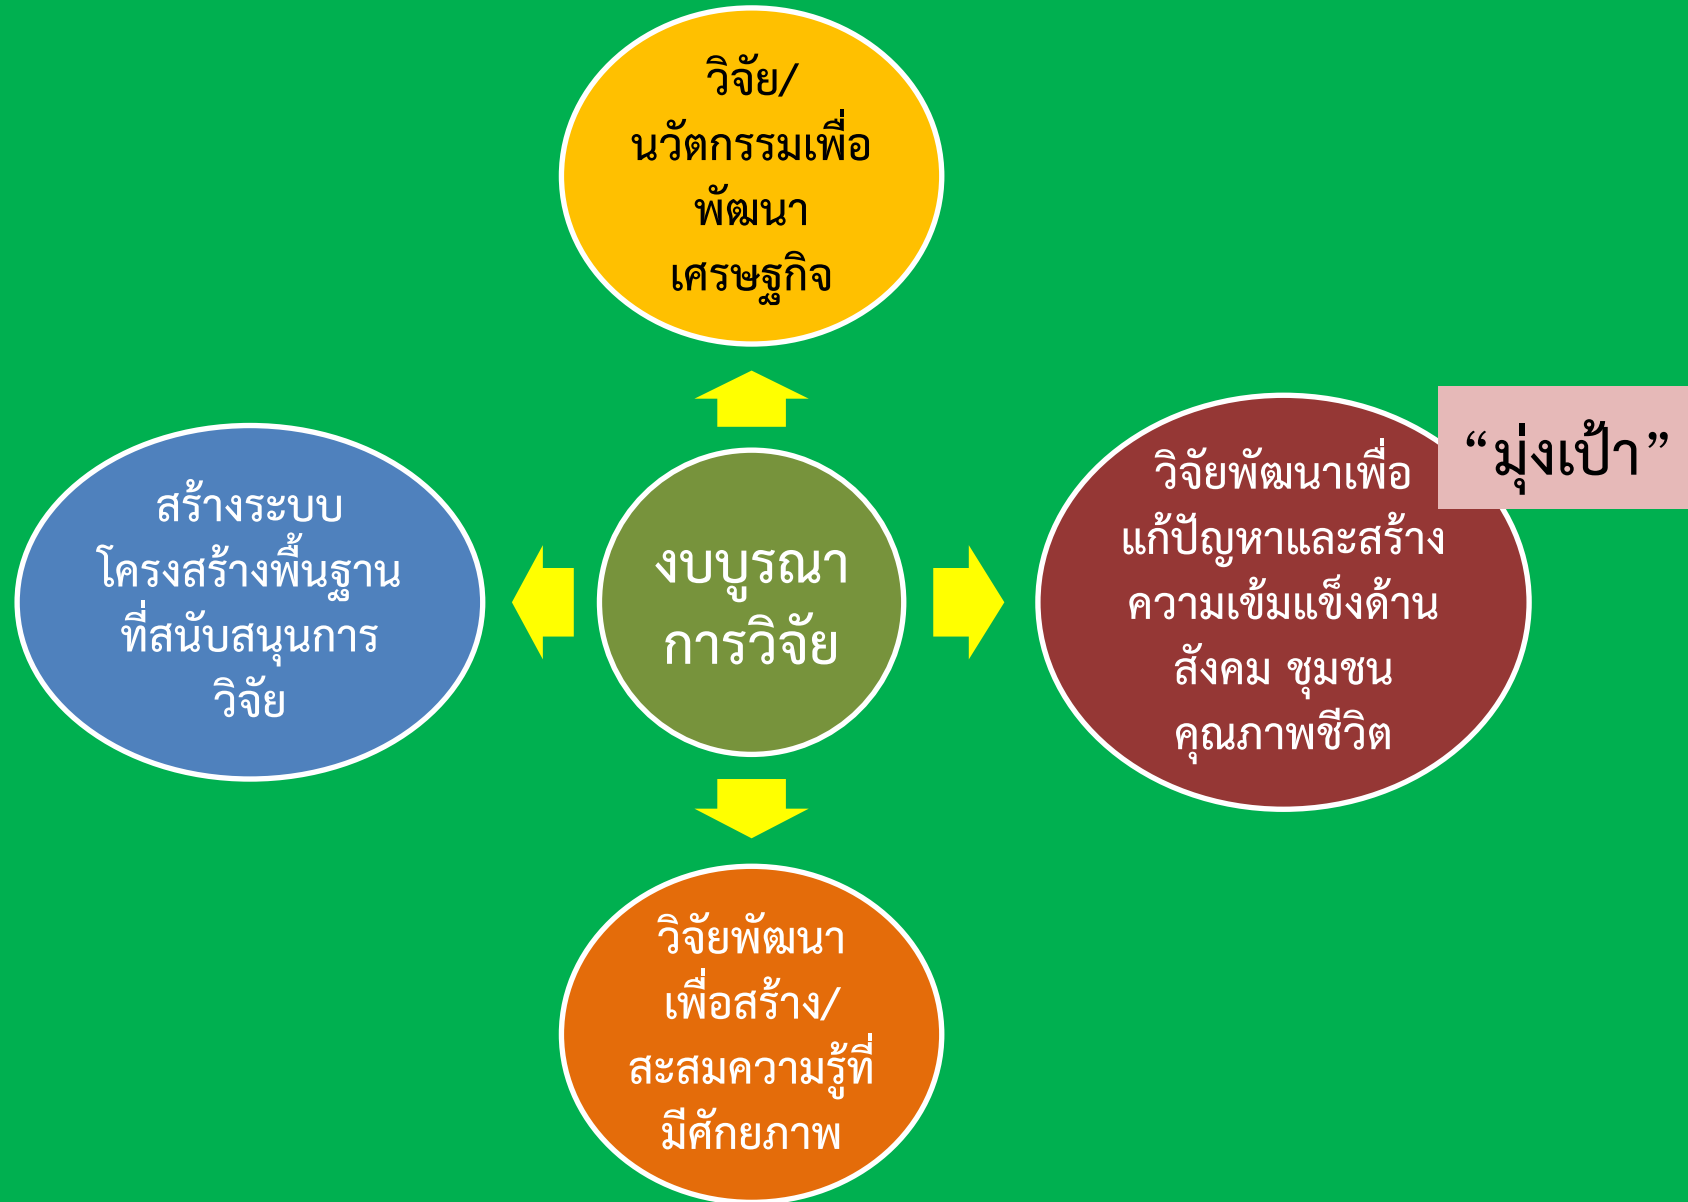 วิจัย/
นวัตกรรมเพื่อ
พัฒนา
เศรษฐกิจ
“มุ่งเป้า”
วิจัยพัฒนาเพื่อ
แก้ปัญหาและสร้าง
ความเข้มแข็งด้าน
สังคม ชุมชน
คุณภาพชีวิต
สร้างระบบ
โครงสร้างพื้นฐาน
ที่สนับสนุนการ
วิจัย
งบบูรณา
การวิจัย
วิจัยพัฒนา
เพื่อสร้าง/
สะสมความรู้ที่
มีศักยภาพ